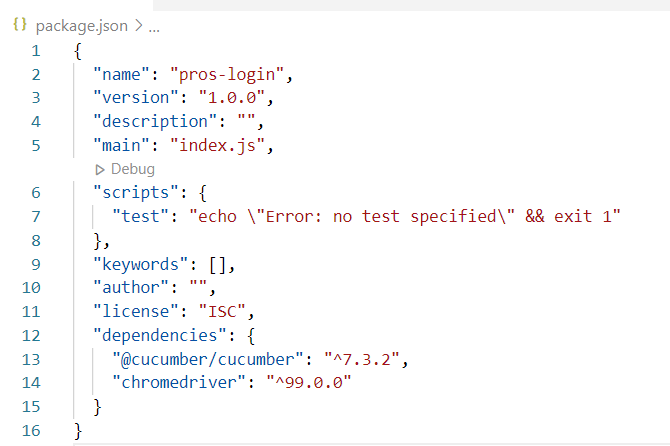 {} package.json > ...
1 {
2 "name": "pros-login",
3 "version": "1.0.0",
4 "description": "",
5 "main": "index.js",
Debug
6 "scripts": {
7 "test": "echo \"Error: no test specified\" && exit 1"
8 },
9 "keywords": [],
10 "author": "",
11 "license": "ISC",
12 "dependencies": {
13 "@cucumber/cucumber": "^7.3.2",
14 "chromedriver": "^99.0.0"
15 }
16 }